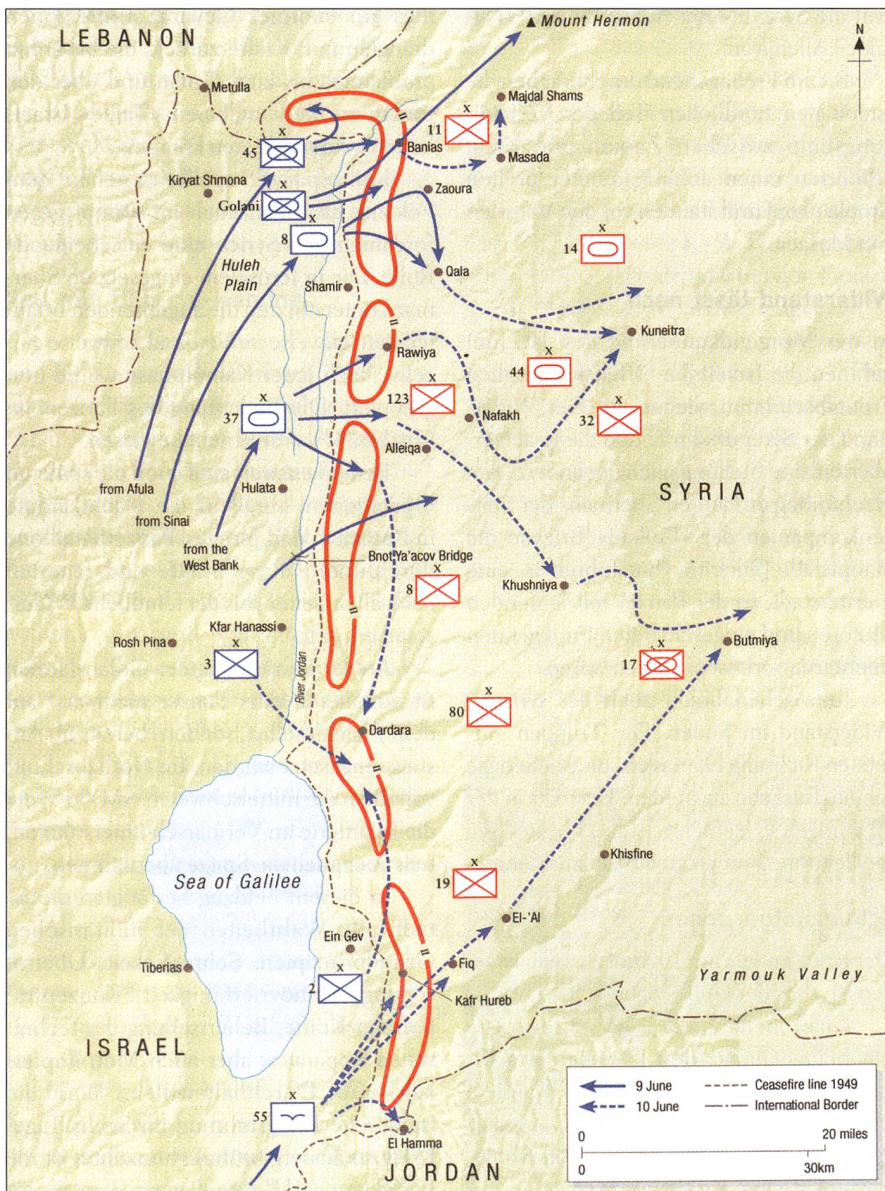 LEBANON
Mount Hermon
N
Metulla
Majdal Shams
x
11
x
45
Banias
Masada
Kiryat Shmona
x
Golani
Zaoura
x
8
x
14
Huleh
Plain
Qala
Shamir
Kuneitra
II
Rawiya
x
44
x
123
x
32
x
37
Nafakh
Alleiqa
from Afula
Hulata
SYRIA
from Sinai
from the
West Bank
Bnot Ya'acov Bridge
x
8
Khushniya
Kfar Hanassi
Rosh Pina
Butmiya
x
3
x
17
River Jordan
x
80
Dardara
II
Khisfine
Sea of Galilee
x
19
El-'Al
Ein Gev
II
Tiberias
Fiq
Yarmouk Valley
x
2
Kafr Hureb
ISRAEL
x
55
El Hamma
JORDAN
9 June
Ceasefire line 1949
10 June
International Border
0
20 miles
0
30km